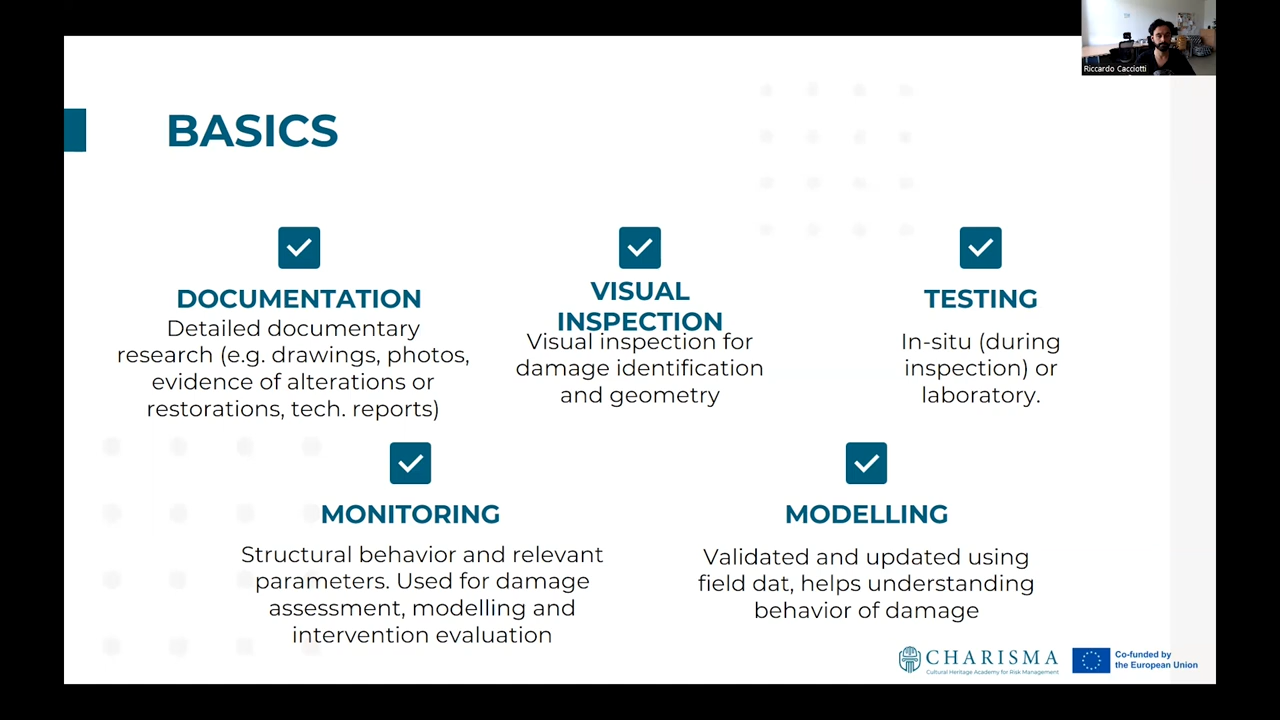 Riccardo Cacciotti
BASICS
DOCUMENTATION
Detailed documentary
research (e.g. drawings, photos,
evidence of alterations or
restorations, tech. reports)
VISUAL
INSPECTION
Visual inspection for
damage identification
and geometry
TESTING
In-situ (during
inspection) or
laboratory.
MONITORING
Structural behavior and relevant
parameters. Used for damage
assessment, modelling and
intervention evaluation
MODELLING
Validated and updated using
field dat, helps understanding
behavior of damage
CHARISMA
Cultural Heritage Academy for Risk Management
Co-funded by
the European Union